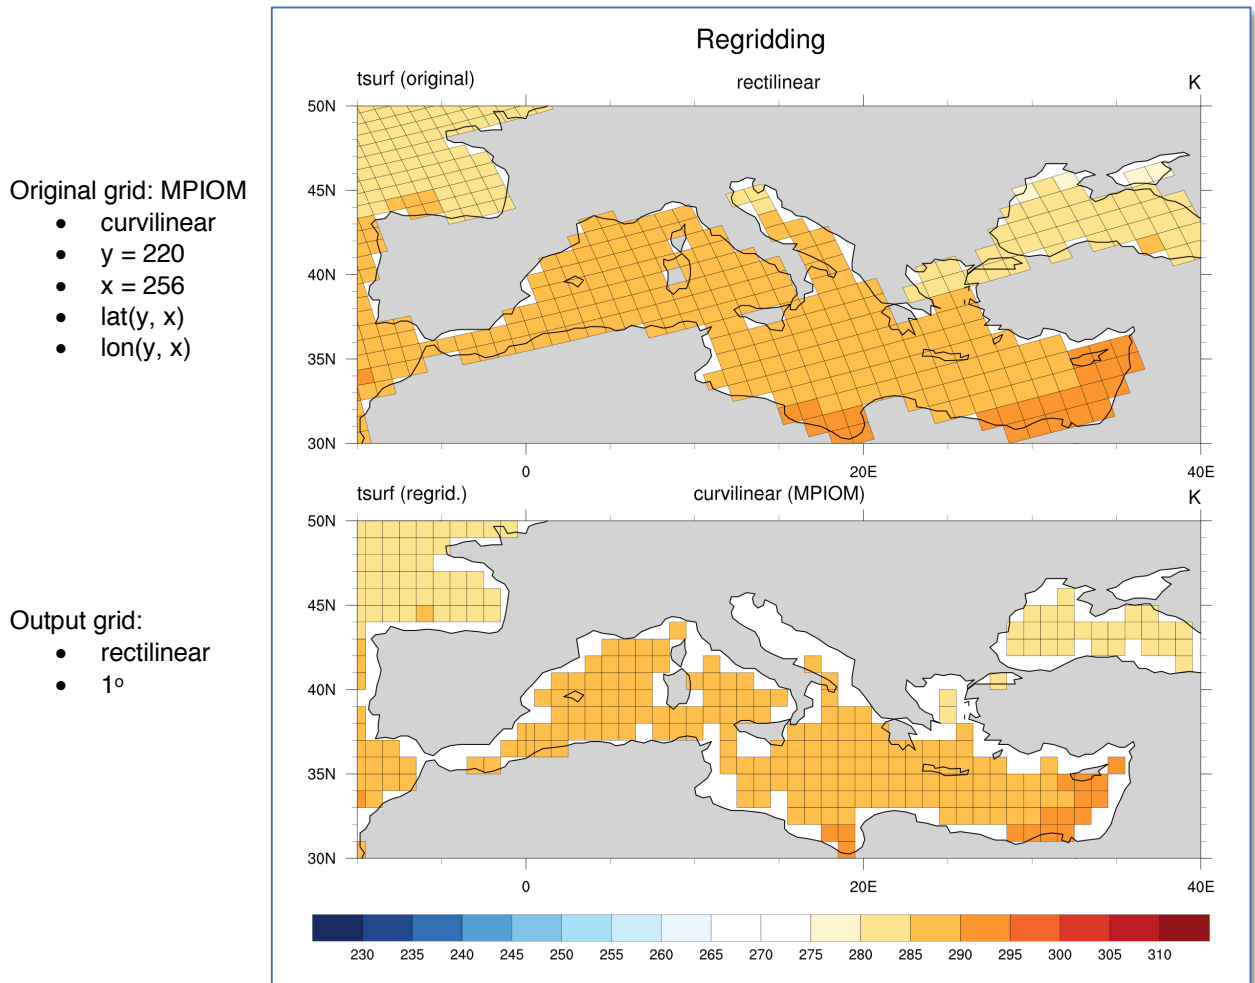 Original grid: MPIOM
• curvilinear
• y = 220
• x = 256
• lat(y, x)
• lon(y, x)
Output grid:
• rectilinear
• 1º
Regridding
tsurf (original) rectilinear K
50N
45N
40N
35N
30N
0 20E 40E
tsurf (regrid.) curvilinear (MPIOM) K
50N
45N
40N
35N
30N
0 20E 40E
230 235 240 245 250 255 260 265 270 275 280 285 290 295 300 305 310